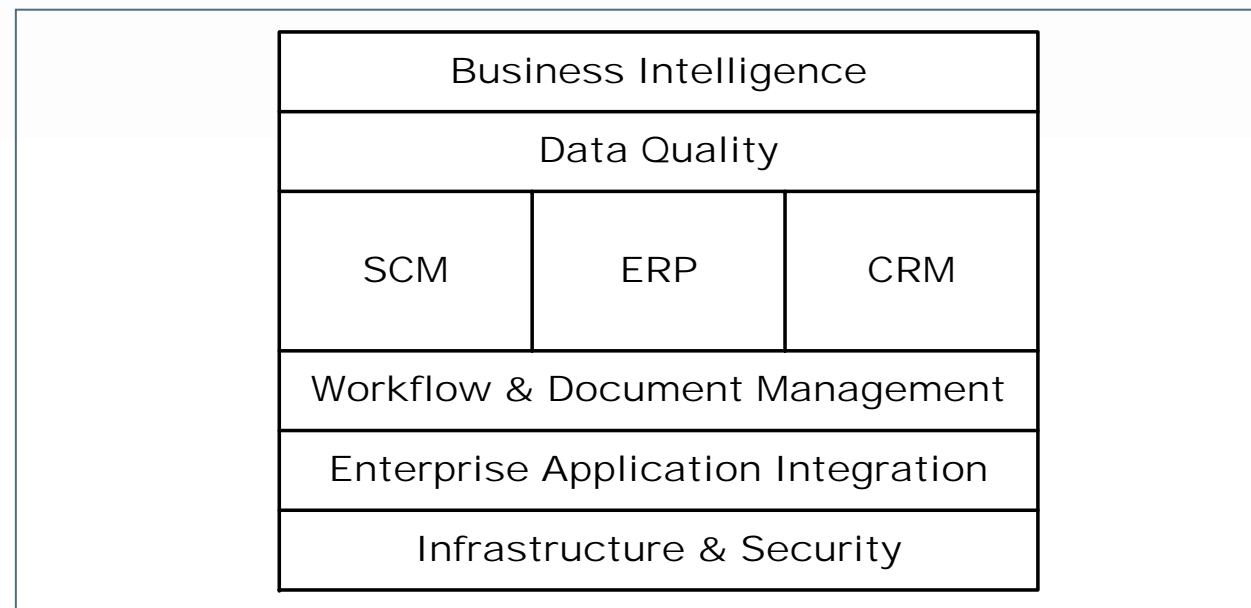 Business Intelligence
Data Quality
SCM ERP CRM
Workflow & Document Management
Enterprise Application Integration
Infrastructure & Security